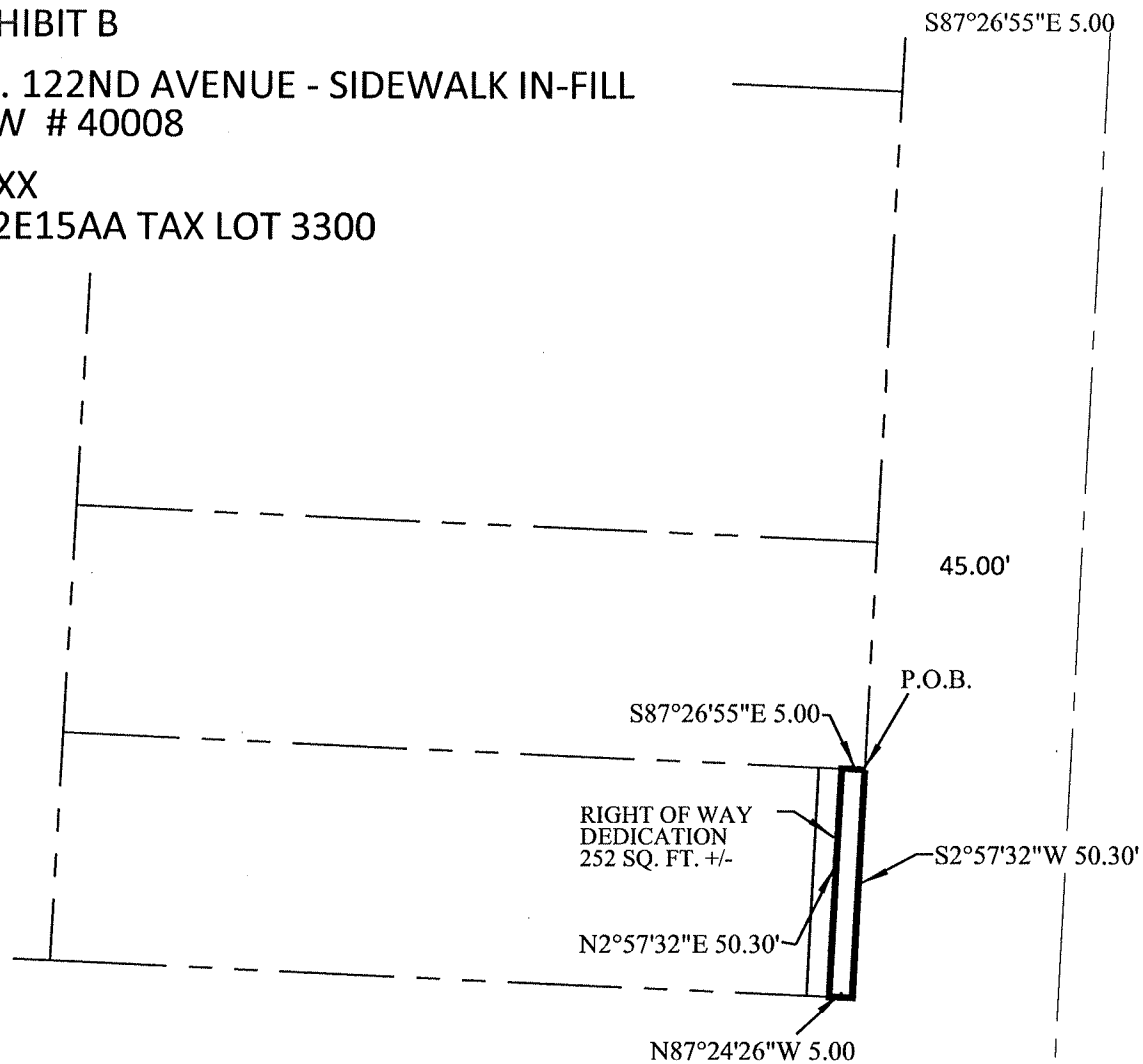 HIBIT B
S87°26'55"E 5.00
. 122ND AVENUE - SIDEWALK IN-FILL
W # 40008
XX
2E15AA TAX LOT 3300
45.00'
P.O.B.
S87°26'55"E 5.00
RIGHT OF WAY
DEDICATION
252 SQ. FT. +/-
S2°57'32"W 50.30'
N2°57'32"E 50.30'
N87°24'26"W 5.00